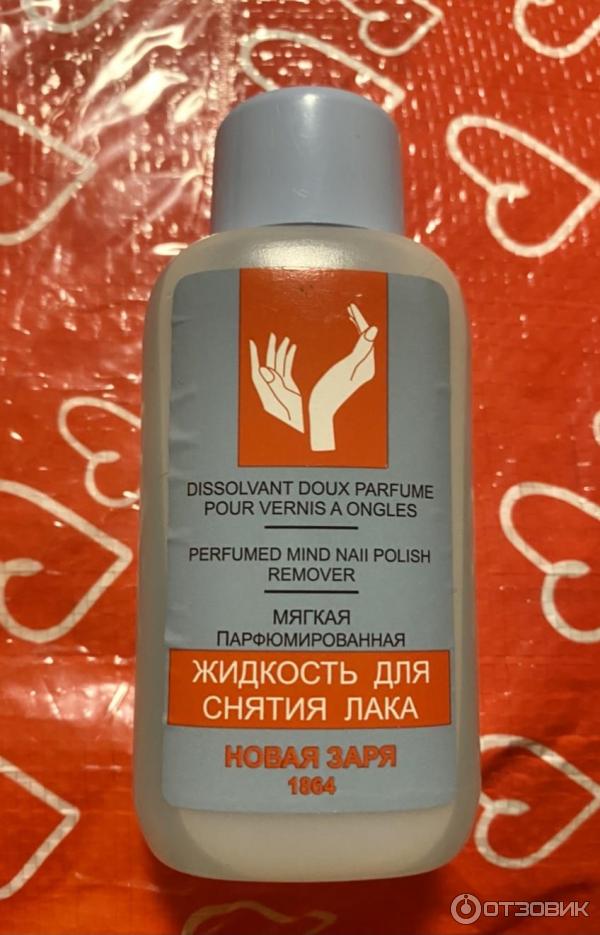 DISSOLVANT DOUX PARFUME
POUR VERNIS A ONGLES
PERFUMED MIND NAII POLISH
REMOVER
МЯГКАЯ
ПАРФЮМИРОВАННАЯ
ЖИДКОСТЬ ДЛЯ
СНЯТИЯ ЛАКА
НОВАЯ ЗАРЯ
1864
ОТЗОВИК